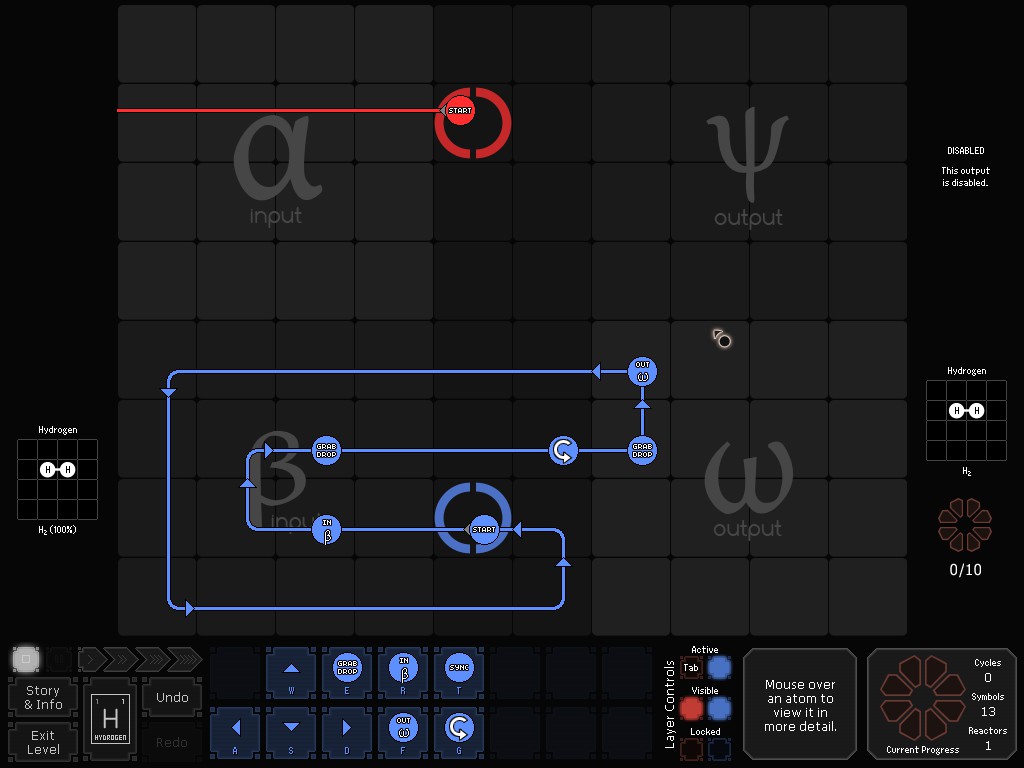 START
α
input
ψ
output
DISABLED
This output
is disabled.
OUT
ω
Hydrogen
H H
H₂
Hydrogen
H H
H₂ (100%)
GRAB
DROP
GRAB
DROP
β
input
ω
output
IN
β
START
0/10
Story
& Info
Exit
Level
1 1
H
HYDROGEN
Undo
Redo
W
GRAB
DROP
E
IN
β
R
SYNC
T
A
S
D
OUT
ω
F
G
Layer Controls
Active
Tab
Visible
Locked
Mouse over
an atom to
view it in
more detail.
Cycles
0
Symbols
13
Reactors
1
Current Progress